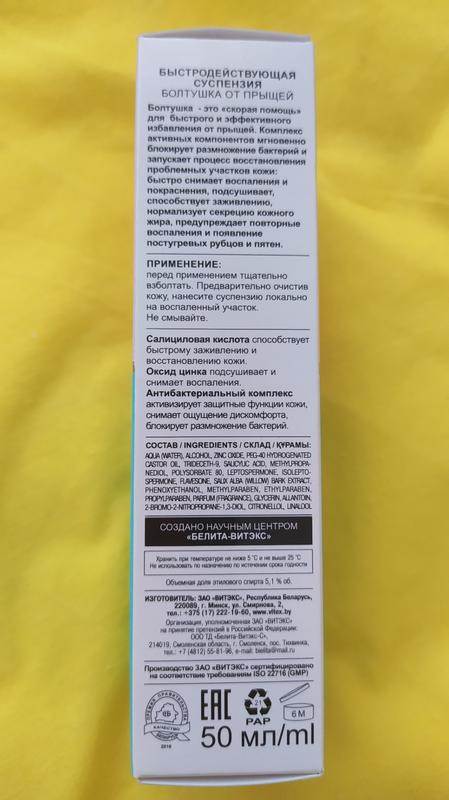 БЫСТРОДЕЙСТВУЮЩАЯ
СУСПЕНЗИЯ
БОЛТУШКА ОТ ПРЫЩЕЙ
Болтушка - это «скорая помощь»
для быстрого и эффективного
избавления от прыщей. Комплекс
активных компонентов мгновенно
блокирует размножение бактерий и
запускает процесс восстановления
проблемных участков кожи:
быстро снимает воспаления и
покраснения, подсушивает,
способствует заживлению,
нормализует секрецию кожного
жира, предупреждает повторные
воспаления и появление
постугревых рубцов и пятен.
ПРИМЕНЕНИЕ:
перед применением тщательно
взболтать. Предварительно очистив
кожу, нанесите суспензию локально
на воспаленный участок.
Не смывайте.
Салициловая кислота способствует
быстрому заживлению и
восстановлению кожи.
Оксид цинка подсушивает и
снимает воспаления.
Антибактериальный комплекс
активизирует защитные функции кожи,
снимает ощущение дискомфорта,
блокирует размножение бактерий.
СОСТАВ / INGREDIENTS / СКЛАД / ҚҰРАМЫ:
AQUA (WATER), ALCOHOL, ZINC OXIDE, PEG-40 HYDROGENATED
CASTOR OIL, TRIDECETH-9, SALICYLIC ACID, METHYLPROPA-
NEDIOL, POLYSORBATE 80, LEPTOSPERMONE, ISOLEPTO-
SPERMONE, FLAVESONE, SALIX ALBA (WILLOW) BARK EXTRACT,
PHENOXYETHANOL, METHYLPARABEN, ETHYLPARABEN,
PROPYLPARABEN, PARFUM (FRAGRANCE), GLYCERIN, ALLANTOIN,
2-BROMO-2-NITROPROPANE-1,3-DIOL, CITRONELLOL, LINALOOL
СОЗДАНО НАУЧНЫМ ЦЕНТРОМ
«БЕЛИТА-ВИТЭКС»
Хранить при температуре не ниже 5 °C и не выше 25 °C
Не использовать по назначению по истечении срока годности
Объемная доля этилового спирта 5,1 % об.
ИЗГОТОВИТЕЛЬ: ЗАО «ВИТЭКС», Республика Беларусь,
220089, г. Минск, ул. Смирнова, 2,
тел.: +375 (17) 222-19-60, www.vitex.by
Организация, уполномоченная ЗАО «ВИТЭКС»
на принятие претензий в Российской Федерации:
ООО ТД «Белита-Витэкс-С»,
214019, Смоленская область, г. Смоленск, пос. Тихвинка,
тел.: +7 (4812) 55-81-96, e-mail: bielita@mail.ru
Производство ЗАО «ВИТЭКС» сертифицировано
на соответствие требованиям ISO 22716 (GMP)
ПРЕМИЯ ПРАВИТЕЛЬСТВА
КАЧЕСТВО
2018
ЕАС
21
PAP
6 M
50 мл/ml